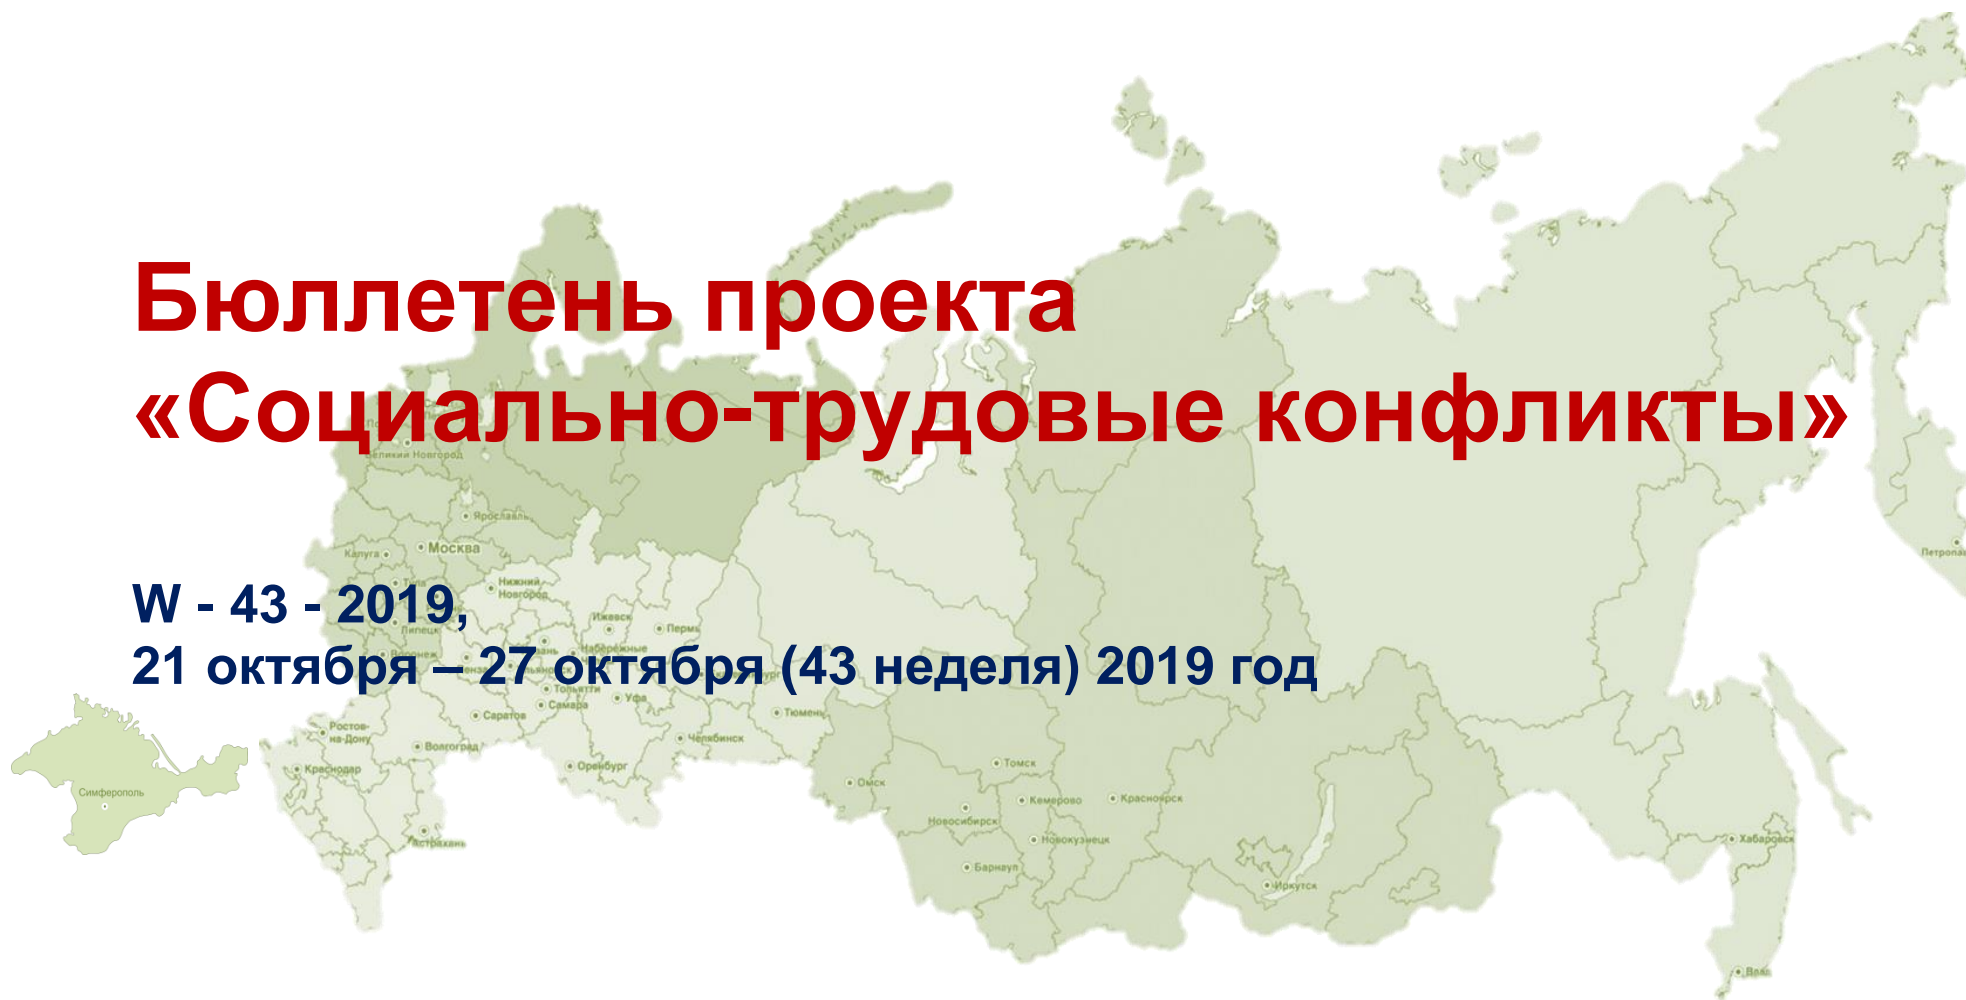 Бюллетень проекта
«Социально-трудовые конфликты»
Великий Новгород
Ярославль
Калуга
Москва
Нижний
Новгород
W - 43 - 2019,
Ижевск
Пермь
Липецк
Воронеж
Набережные
21 октября – 27 октября (43 неделя) 2019 год
Тольятти
Уфа
Самара
Саратов
Тюмень
Ростов-
на-Дону
Волгоград
Челябинск
Краснодар
Оренбург
Томск
Омск
Симферополь
Кемерово
Красноярск
Новосибирск
Астрахань
Новокузнецк
Хабаровск
Барнаул
Иркутск